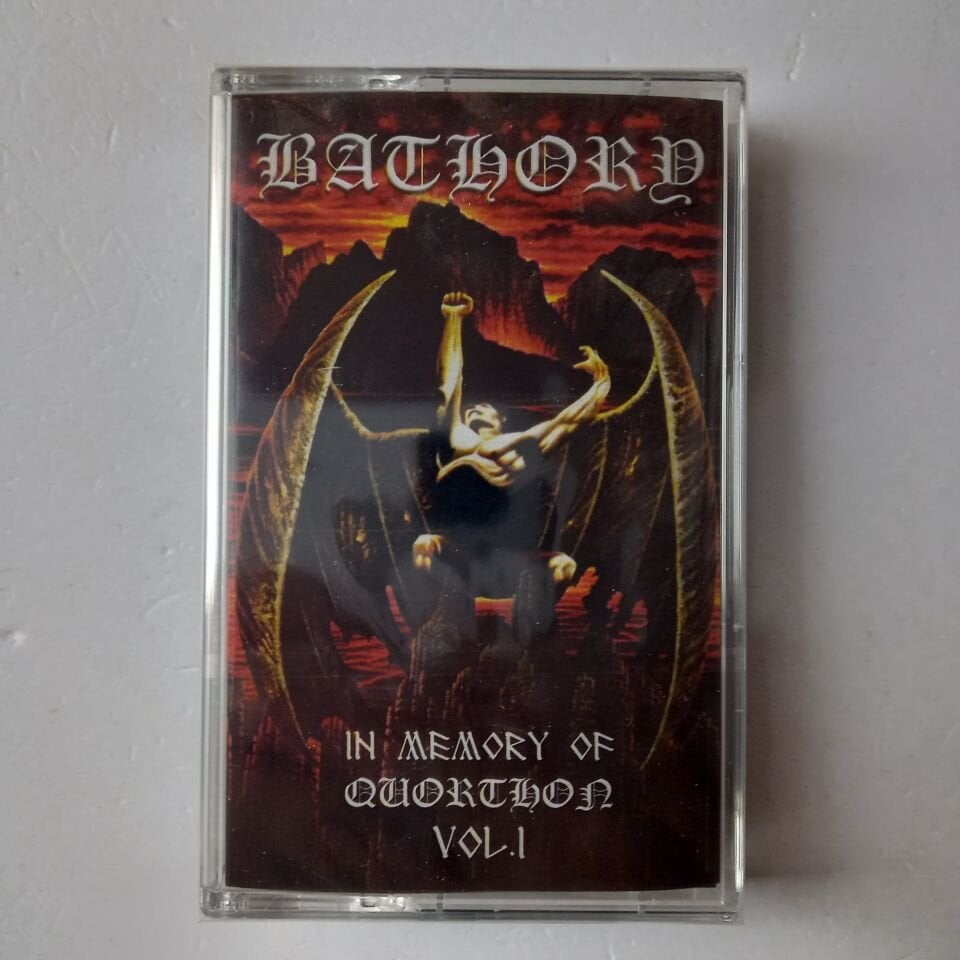 BATHORY
IN MEMORY OF
QUORTHON
VOL.I